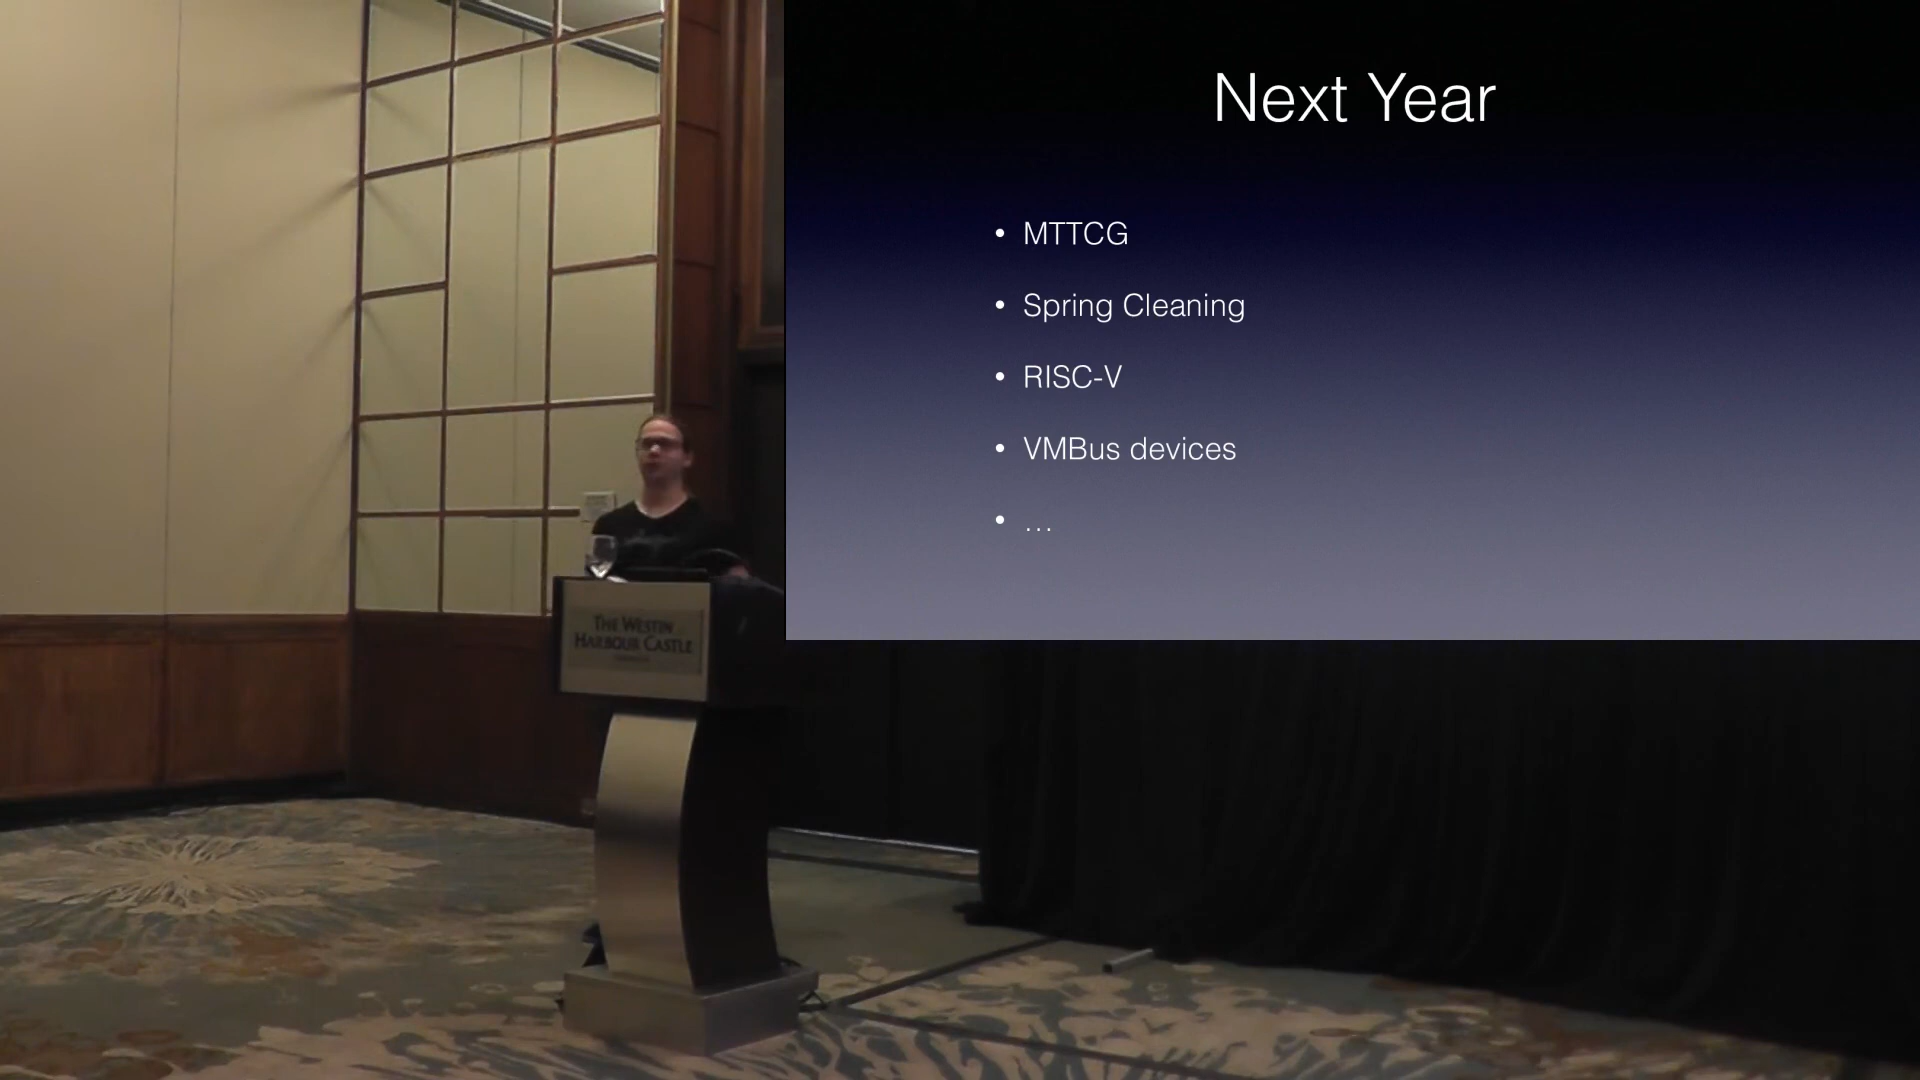 Next Year
• MTTCG
• Spring Cleaning
• RISC-V
• VMBus devices
• ...
THE WESTIN
HARBOUR CASTLE